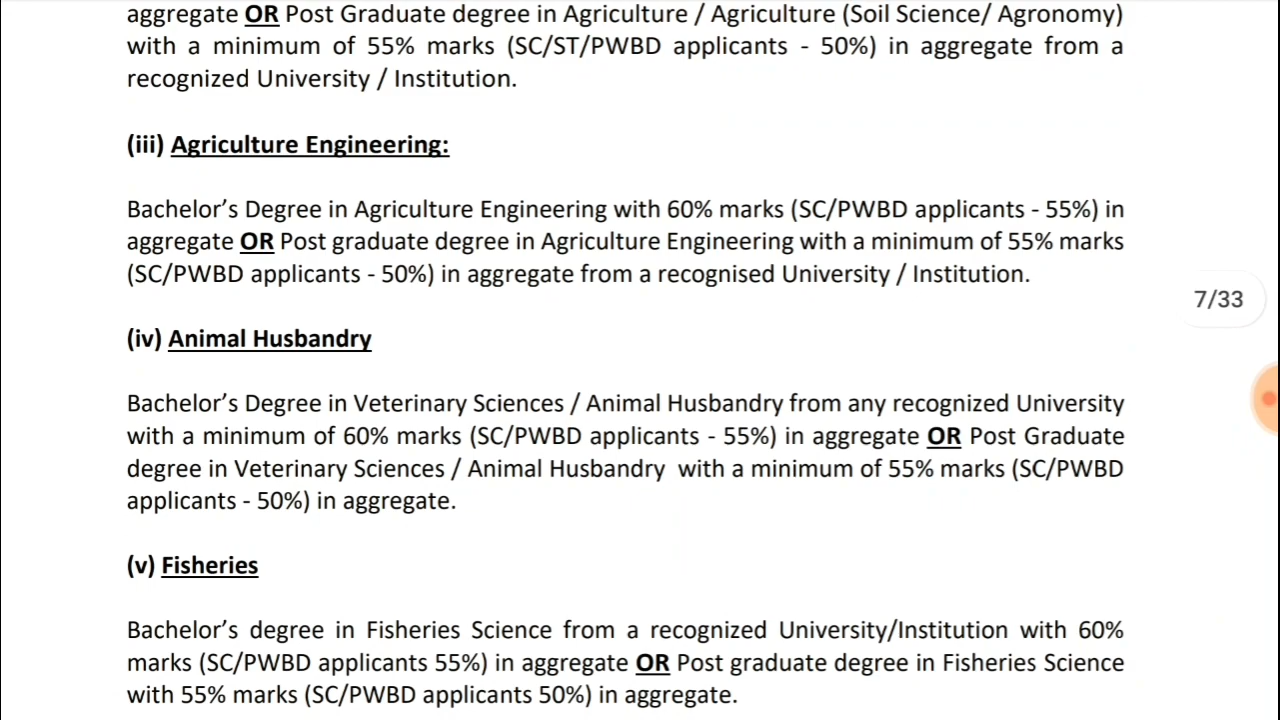 aggregate OR Post Graduate degree in Agriculture / Agriculture (Soil Science/ Agronomy)
with a minimum of 55% marks (SC/ST/PWBD applicants - 50%) in aggregate from a
recognized University / Institution.
(iii) Agriculture Engineering:
Bachelor’s Degree in Agriculture Engineering with 60% marks (SC/PWBD applicants - 55%) in
aggregate OR Post graduate degree in Agriculture Engineering with a minimum of 55% marks
(SC/PWBD applicants - 50%) in aggregate from a recognised University / Institution.
7/33
(iv) Animal Husbandry
Bachelor’s Degree in Veterinary Sciences / Animal Husbandry from any recognized University
with a minimum of 60% marks (SC/PWBD applicants - 55%) in aggregate OR Post Graduate
degree in Veterinary Sciences / Animal Husbandry with a minimum of 55% marks (SC/PWBD
applicants - 50%) in aggregate.
(v) Fisheries
Bachelor’s degree in Fisheries Science from a recognized University/Institution with 60%
marks (SC/PWBD applicants 55%) in aggregate OR Post graduate degree in Fisheries Science
with 55% marks (SC/PWBD applicants 50%) in aggregate.